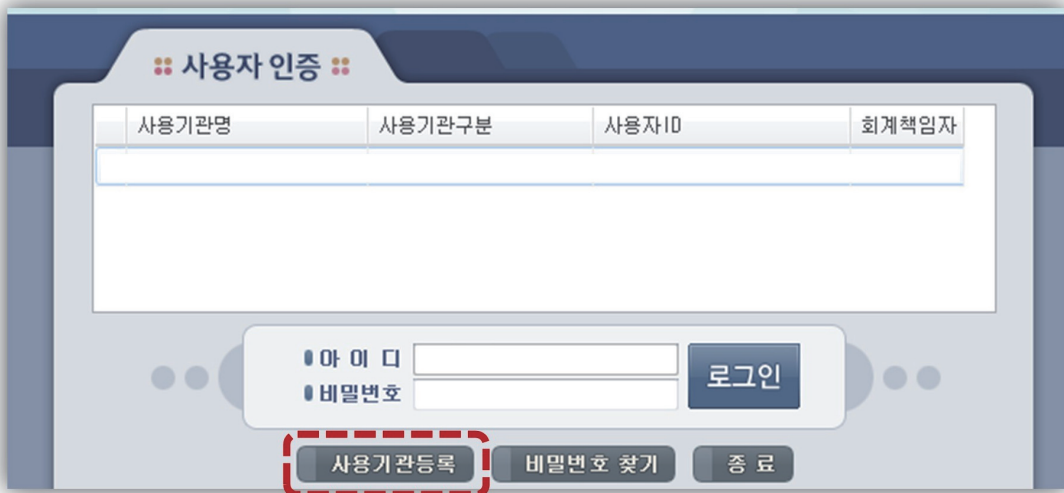 사용자 인증
사용기관명 사용기관구분 사용자ID 회계책임자
아 이 디
로그인
비밀번호
사용기관등록 비밀번호 찾기 종 료